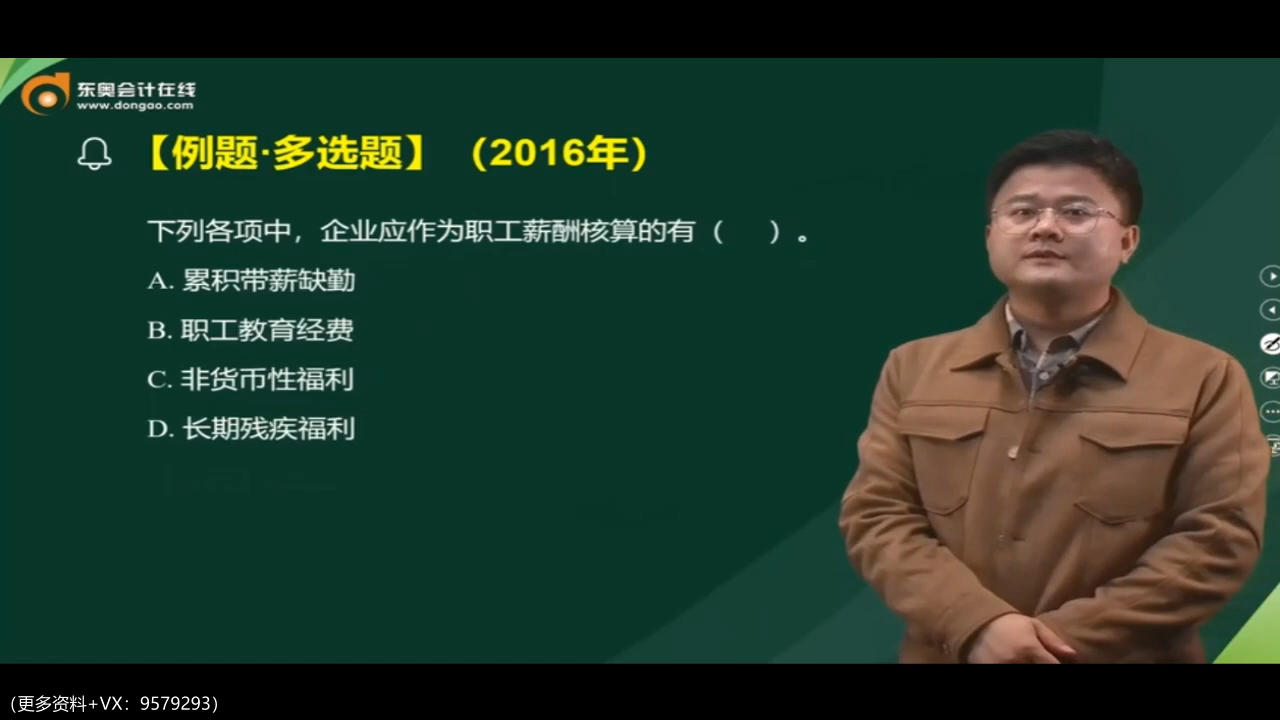 东奥会计在线
www.dongao.com
【例题·多选题】（2016年）
下列各项中，企业应作为职工薪酬核算的有（ ）。
A. 累积带薪缺勤
B. 职工教育经费
C. 非货币性福利
D. 长期残疾福利
(更多资料+VX：9579293)